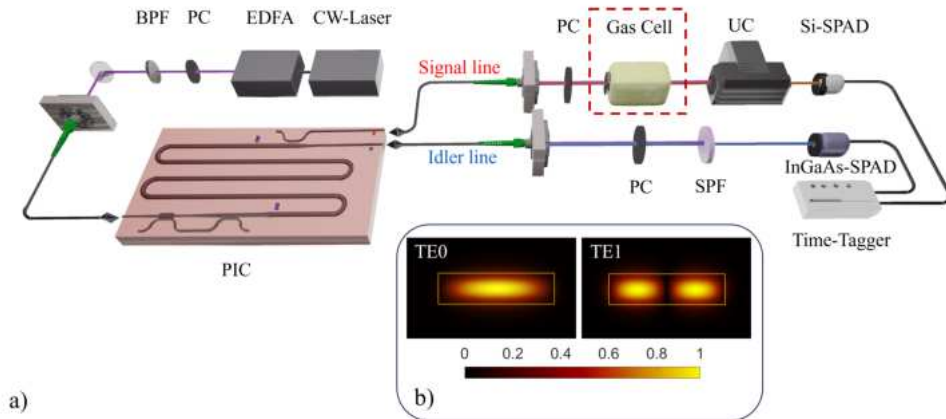 BPF PC EDFA CW-Laser
PC Gas Cell UC Si-SPAD
Signal line
Idler line
InGaAs-SPAD
PC SPF
Time-Tagger
PIC
TE0 TE1
0 0.2 0.4 0.6 0.8 1
a) b)